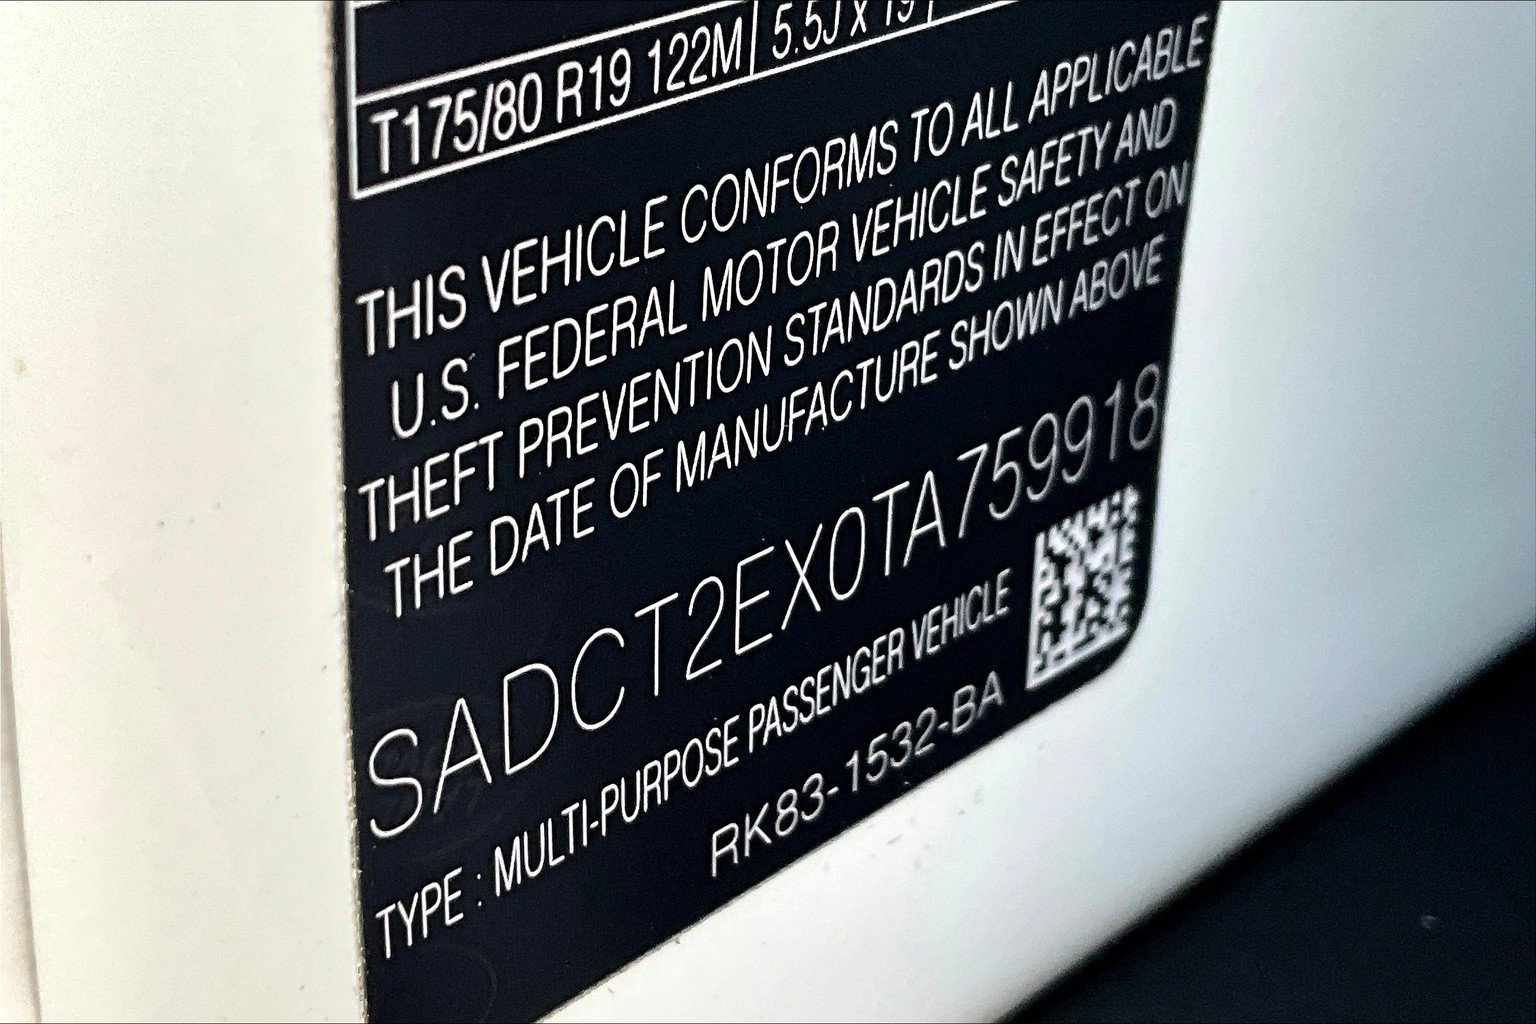 T175/80 R19 122M 5.5J x 19
THIS VEHICLE CONFORMS TO ALL APPLICABLE
U.S. FEDERAL MOTOR VEHICLE SAFETY AND
THEFT PREVENTION STANDARDS IN EFFECT ON
THE DATE OF MANUFACTURE SHOWN ABOVE
SADCT2EX0TA759918
TYPE : MULTI-PURPOSE PASSENGER VEHICLE
RK83-1532-BA